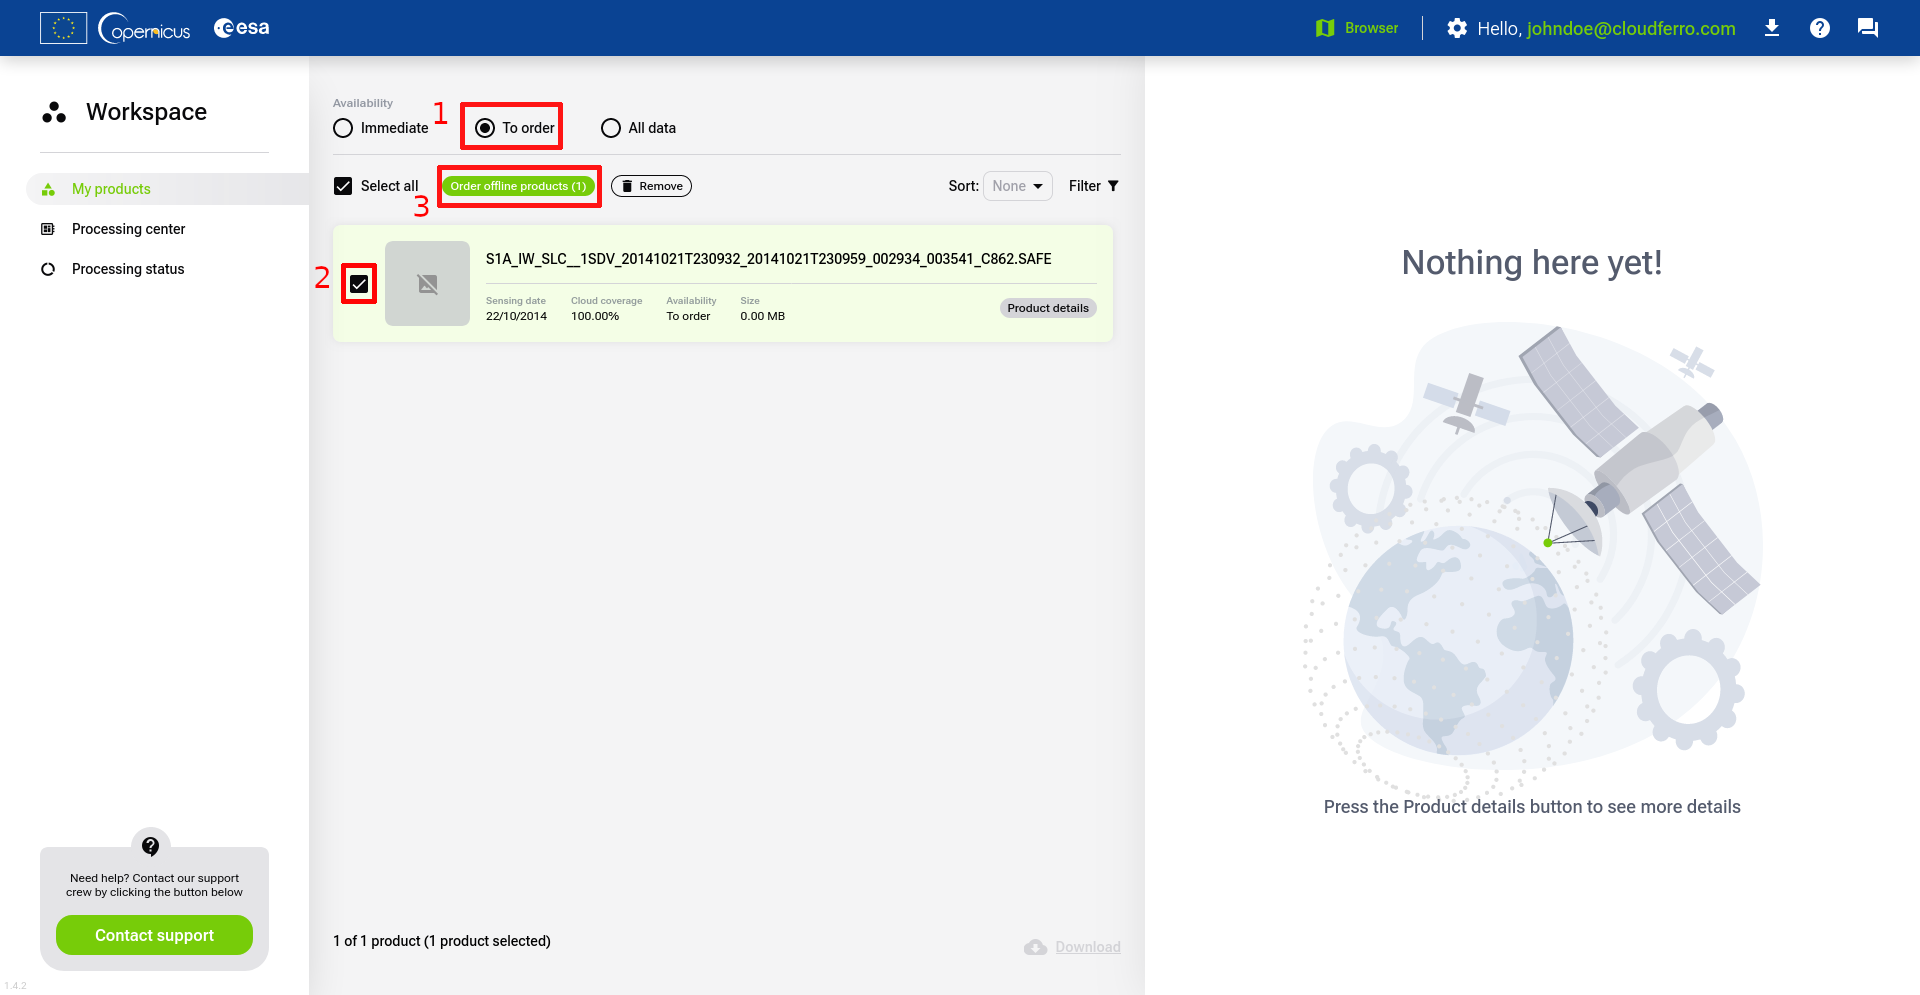 opernicus
esa
Browser
Hello, johndoe@cloudferro.com
Workspace
My products
Processing center
Processing status
Availability
1
Immediate
To order
All data
Select all
Order offline products (1)
Remove
Sort:
None
Filter
3
2
S1A_IW_SLC__1SDV_20141021T230932_20141021T230959_002934_003541_C862.SAFE
Sensing date Cloud coverage Availability Size
22/10/2014 100.00% To order 0.00 MB
Product details
1 of 1 product (1 product selected)
Download
Nothing here yet!
Press the Product details button to see more details
Need help? Contact our support
crew by clicking the button below
Contact support
1.4.2